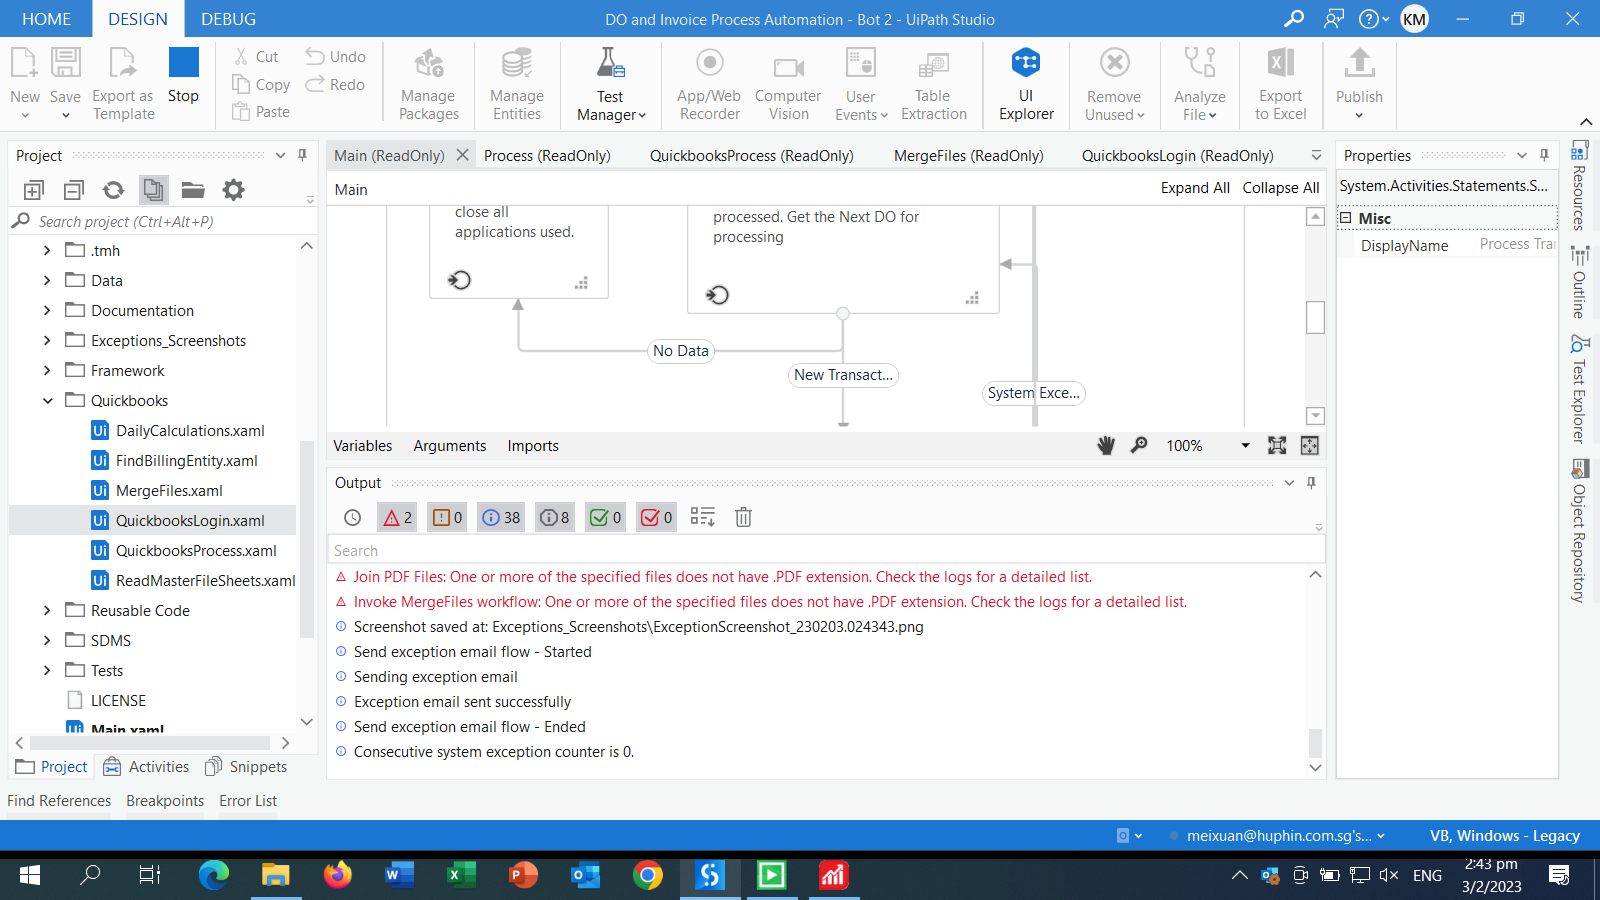 HOME
DESIGN
DEBUG
DO and Invoice Process Automation - Bot 2 - UiPath Studio
KM
New
Save
Export as
Template
Stop
Cut
Copy
Paste
Undo
Redo
Manage
Packages
Manage
Entities
Test
Manager
App/Web
Recorder
Computer
Vision
User
Events
Table
Extraction
UI
Explorer
Remove
Unused
Analyze
File
Export
to Excel
Publish
Project
Search project (Ctrl+Alt+P)
.tmh
Data
Documentation
Exceptions_Screenshots
Framework
Quickbooks
DailyCalculations.xaml
FindBillingEntity.xaml
MergeFiles.xaml
QuickbooksLogin.xaml
QuickbooksProcess.xaml
ReadMasterFileSheets.xaml
Reusable Code
SDMS
Tests
LICENSE
Main.xaml
Project
Activities
Snippets
Find References
Breakpoints
Error List
Main (ReadOnly)
Process (ReadOnly)
QuickbooksProcess (ReadOnly)
MergeFiles (ReadOnly)
QuickbooksLogin (ReadOnly)
Main
Expand All
Collapse All
close all
applications used.
processed. Get the Next DO for
processing
No Data
New Transact...
System Exce...
Variables
Arguments
Imports
100%
Output
2
0
38
8
0
0
Search
Join PDF Files: One or more of the specified files does not have .PDF extension. Check the logs for a detailed list.
Invoke MergeFiles workflow: One or more of the specified files does not have .PDF extension. Check the logs for a detailed list.
Screenshot saved at: Exceptions_Screenshots\ExceptionScreenshot_230203.024343.png
Send exception email flow - Started
Sending exception email
Exception email sent successfully
Send exception email flow - Ended
Consecutive system exception counter is 0.
Properties
System.Activities.Statements.S...
Misc
DisplayName
Process Tra
Resources
Outline
Test Explorer
Object Repository
meixuan@huphin.com.sg's...
VB, Windows - Legacy
ENG
2:43 pm
3/2/2023